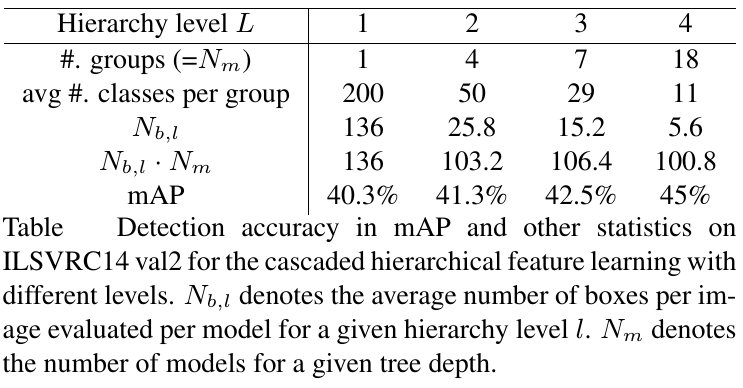 Hierarchy level L 1 2 3 4
#. groups (=N_m) 1 4 7 18
avg #. classes per group 200 50 29 11
N_{b,l} 136 25.8 15.2 5.6
N_{b,l} · N_m 136 103.2 106.4 100.8
mAP 40.3% 41.3% 42.5% 45%
Table Detection accuracy in mAP and other statistics on
ILSVRC14 val2 for the cascaded hierarchical feature learning with
different levels. N_{b,l} denotes the average number of boxes per im-
age evaluated per model for a given hierarchy level l. N_m denotes
the number of models for a given tree depth.